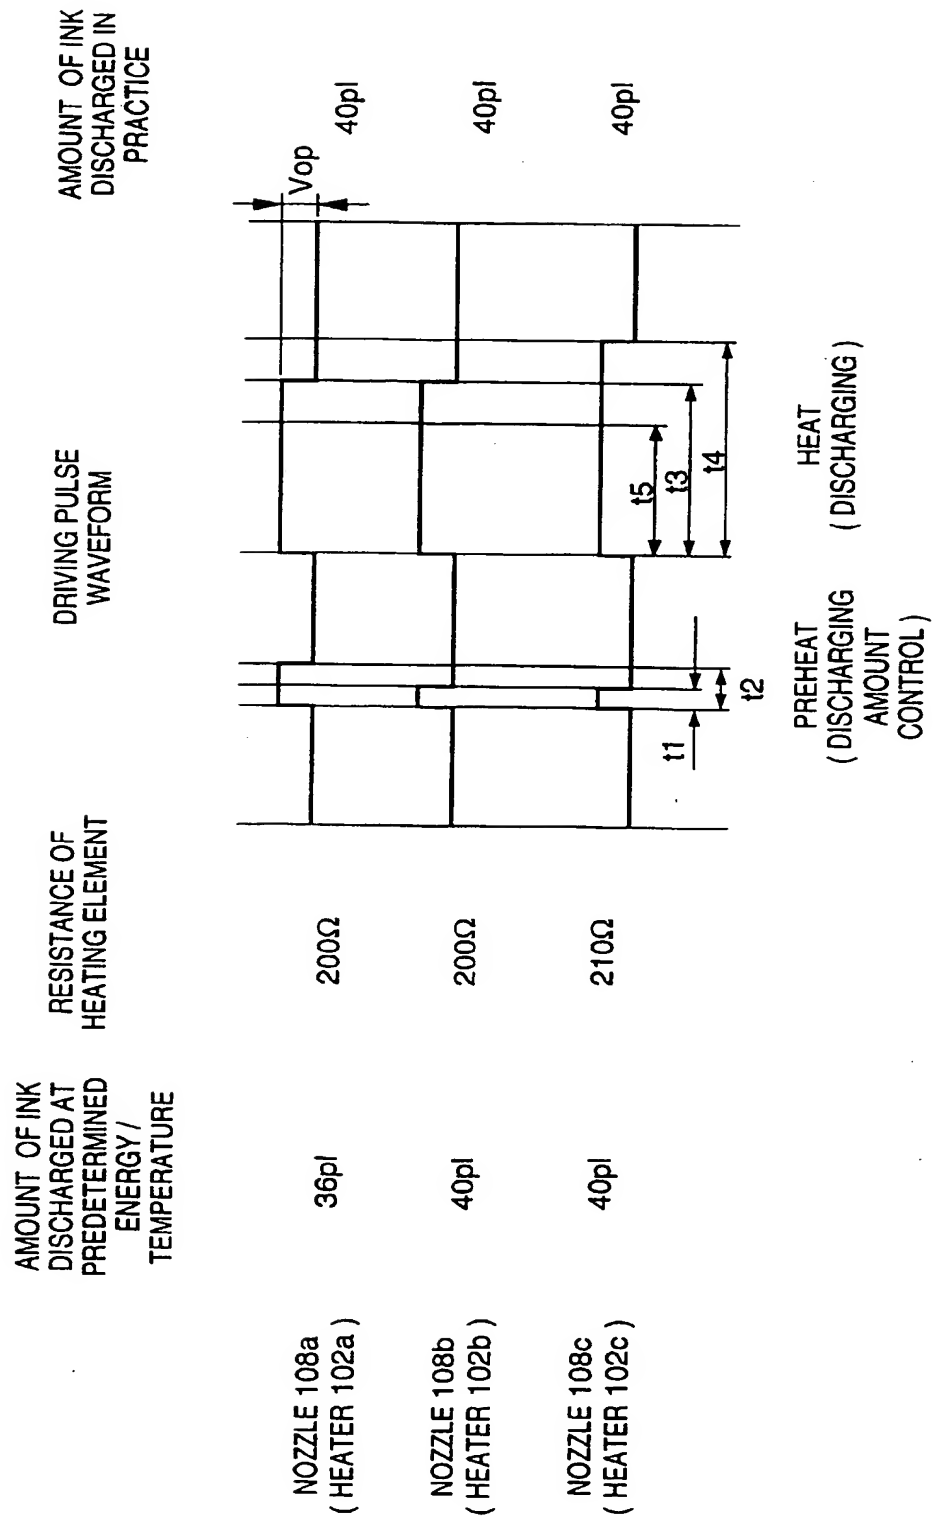 AMOUNT OF INK
DISCHARGED AT
PREDETERMINED
ENERGY /
TEMPERATURE
RESISTANCE OF
HEATING ELEMENT
DRIVING PULSE
WAVEFORM
AMOUNT OF INK
DISCHARGED IN
PRACTICE
Vop
NOZZLE 108a
( HEATER 102a )
36pl
200Ω
40pl
NOZZLE 108b
( HEATER 102b )
40pl
200Ω
40pl
NOZZLE 108c
( HEATER 102c )
40pl
210Ω
40pl
t5
t3
t4
t1
t2
PREHEAT
( DISCHARGING
AMOUNT
CONTROL )
HEAT
( DISCHARGING )